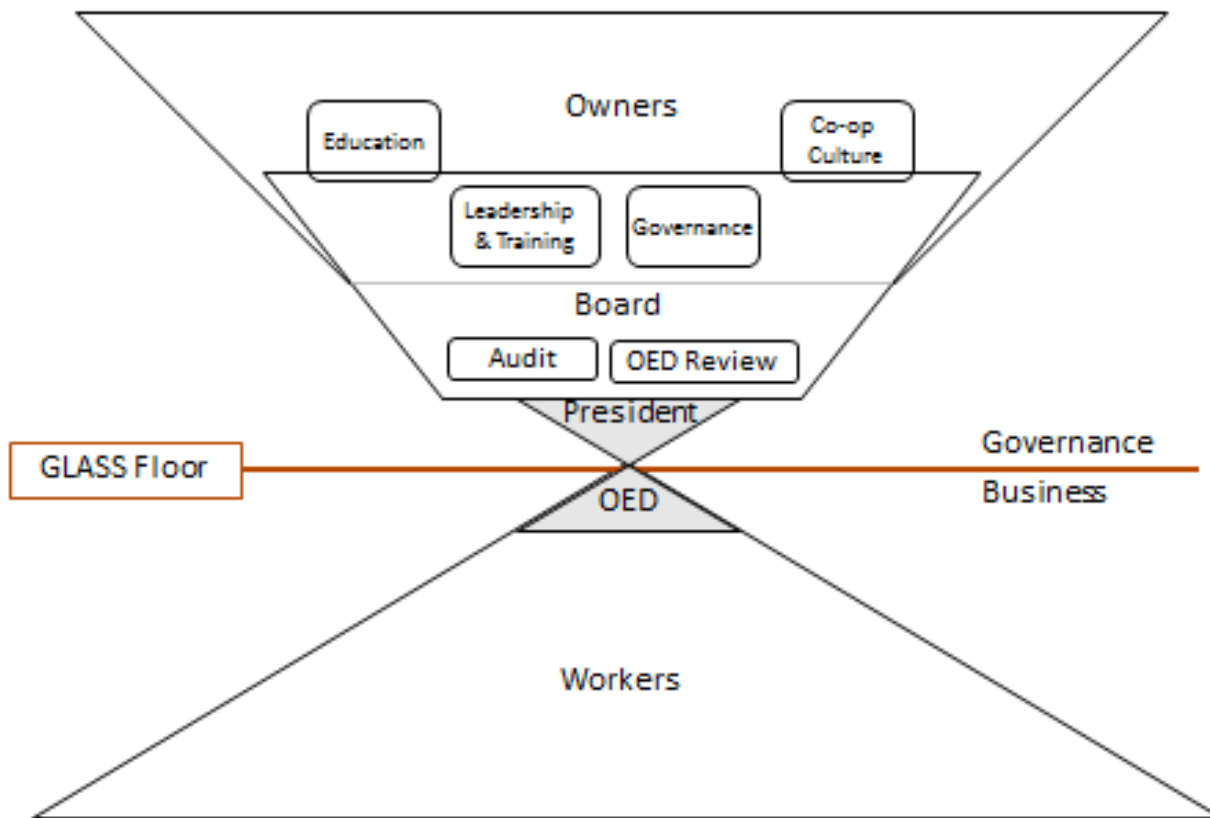 Owners
Education
Co-op
Culture
Leadership
& Training
Governance
Board
Audit
OED Review
President
GLASS Floor
Governance
Business
OED
Workers